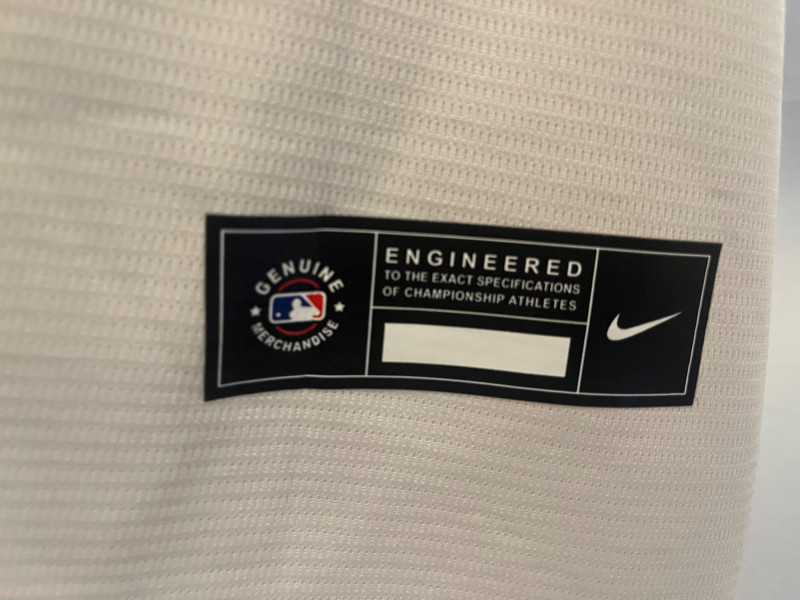 GENUINE
MERCHANDISE
ENGINEERED
TO THE EXACT SPECIFICATIONS
OF CHAMPIONSHIP ATHLETES